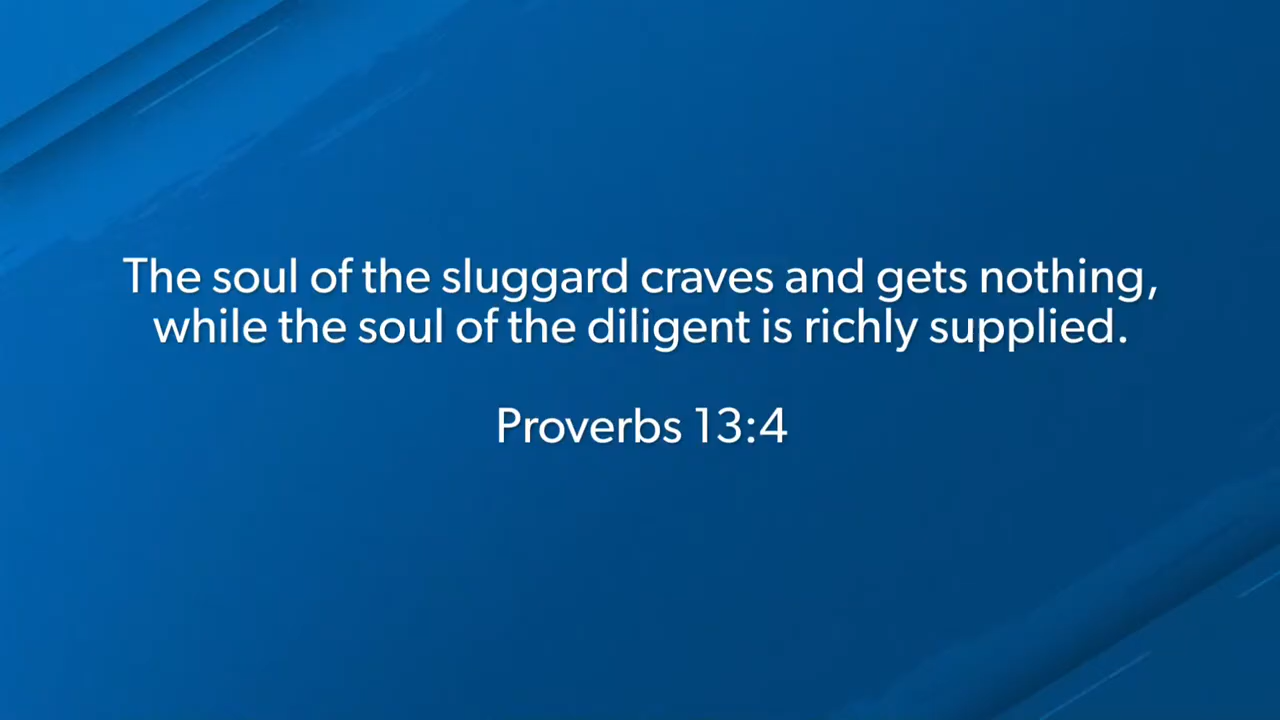 The soul of the sluggard craves and gets nothing,
while the soul of the diligent is richly supplied.
Proverbs 13:4